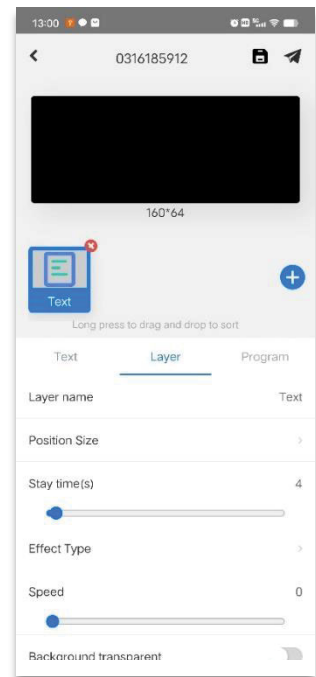 13:00
0316185912
160*64
Text
Long press to drag and drop to sort
Text Layer Program
Layer name Text
Position Size
Stay time(s) 4
Effect Type
Speed 0
Background transparent